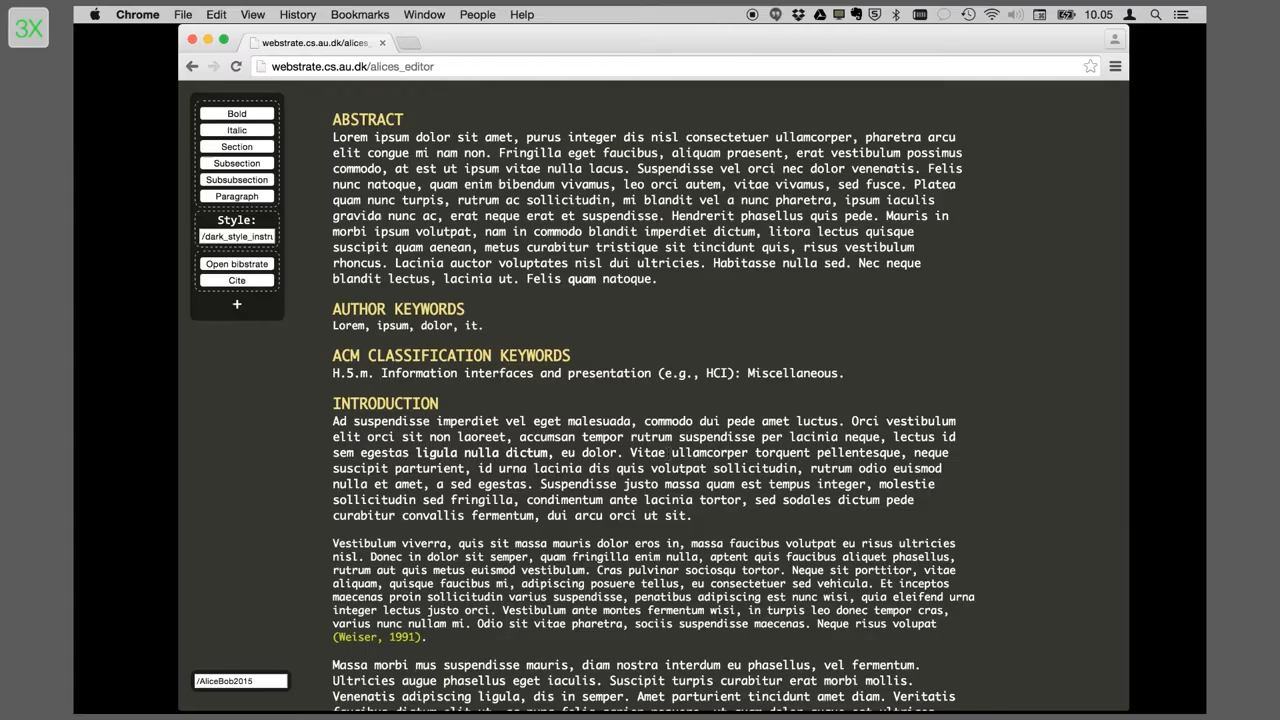 3X
Chrome File Edit View History Bookmarks Window People Help
10.05
webstrate.cs.au.dk/alices_
webstrate.cs.au.dk/alices_editor
Bold
Italic
Section
Subsection
Subsubsection
Paragraph
Style:
/dark_style_instru
Open bibstrate
Cite
+
ABSTRACT
Lorem ipsum dolor sit amet, purus integer dis nisl consectetuer ullamcorper, pharetra arcu
elit congue mi nam non. Fringilla eget faucibus, aliquam praesent, erat vestibulum possimus
commodo, at est ut ipsum vitae nulla lacus. Suspendisse vel orci nec dolor venenatis. Felis
nunc natoque, quam enim bibendum vivamus, leo orci autem, vitae vivamus, sed fusce. Platea
quam nunc turpis, rutrum ac sollicitudin, mi blandit vel a nunc pharetra, ipsum iaculis
gravida nunc ac, erat neque erat et suspendisse. Hendrerit phasellus quis pede. Mauris in
morbi ipsum volutpat, nam in commodo blandit imperdiet dictum, litora lectus quisque
suscipit quam aenean, metus curabitur tristique sit tincidunt quis, risus vestibulum
rhoncus. Lacinia auctor voluptates nisl dui ultricies. Habitasse nulla sed. Nec neque
blandit lectus, lacinia ut. Felis quam natoque.
AUTHOR KEYWORDS
Lorem, ipsum, dolor, it.
ACM CLASSIFICATION KEYWORDS
H.5.m. Information interfaces and presentation (e.g., HCI): Miscellaneous.
INTRODUCTION
Ad suspendisse imperdiet vel eget malesuada, commodo dui pede amet luctus. Orci vestibulum
elit orci sit non laoreet, accumsan tempor rutrum suspendisse per lacinia neque, lectus id
sem egestas ligula nulla dictum, eu dolor. Vitae ullamcorper torquent pellentesque, neque
suscipit parturient, id urna lacinia dis quis volutpat sollicitudin, rutrum odio euismod
nulla et amet, a sed egestas. Suspendisse justo massa quam est tempus integer, molestie
sollicitudin sed fringilla, condimentum ante lacinia tortor, sed sodales dictum pede
curabitur convallis fermentum, dui arcu orci ut sit.
Vestibulum viverra, quis sit massa mauris dolor eros in, massa faucibus volutpat eu risus ultricies
nisl. Donec in dolor sit semper, quam fringilla enim nulla, aptent quis faucibus aliquet phasellus,
rutrum aut quis metus euismod vestibulum. Cras pulvinar sociosqu tortor. Neque sit porttitor, vitae
aliquam, quisque faucibus mi, adipiscing posuere tellus, eu consectetuer sed vehicula. Et inceptos
maecenas proin sollicitudin varius suspendisse, penatibus adipiscing est nunc wisi, quia eleifend urna
integer lectus justo orci. Vestibulum ante montes fermentum wisi, in turpis leo donec tempor cras,
varius nunc nullam mi. Odio sit vitae pharetra, sociis suspendisse maecenas. Neque risus volupat
(Weiser, 1991).
Massa morbi mus suspendisse mauris, diam nostra interdum eu phasellus, vel fermentum.
Ultricies augue phasellus eget iaculis. Suscipit turpis curabitur erat morbi mollis.
Venenatis adipiscing ligula, dis in semper. Amet parturient tincidunt amet diam. Veritatis
/AliceBob2015